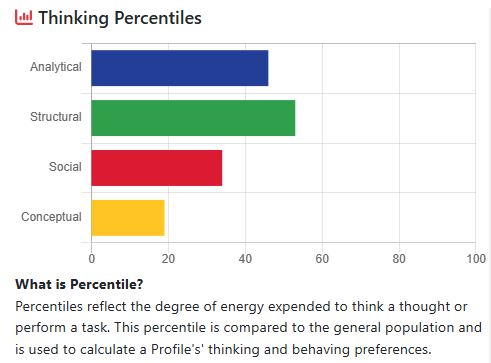 Thinking Percentiles
Analytical
Structural
Social
Conceptual
0 20 40 60 80 100
What is Percentile?
Percentiles reflect the degree of energy expended to think a thought or
perform a task. This percentile is compared to the general population and
is used to calculate a Profile's' thinking and behaving preferences.